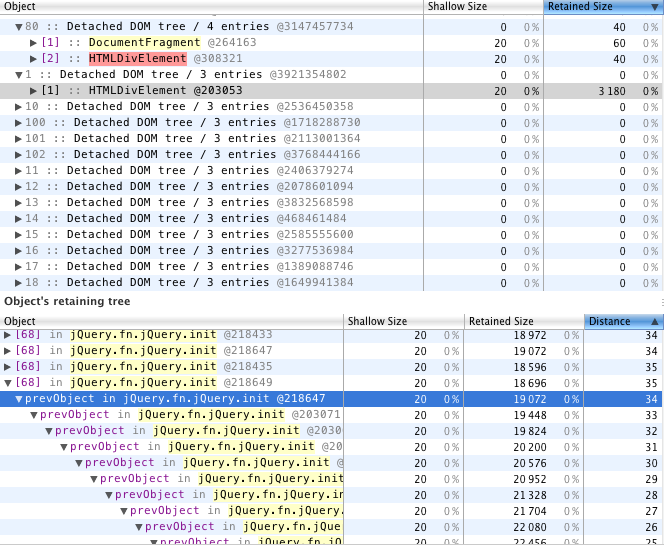 Object Shallow Size Retained Size ▼
▼80 :: Detached DOM tree / 4 entries @3147457734 0 0% 40 0%
▶[1] :: DocumentFragment @264163 20 0% 60 0%
▶[2] :: HTMLDivElement @308321 20 0% 40 0%
▼1 :: Detached DOM tree / 3 entries @3921354802 0 0% 0 0%
▶[1] :: HTMLDivElement @203053 20 0% 3 180 0%
▶10 :: Detached DOM tree / 3 entries @2536450358 0 0% 0 0%
▶100 :: Detached DOM tree / 3 entries @1718288730 0 0% 0 0%
▶101 :: Detached DOM tree / 3 entries @2113001364 0 0% 0 0%
▶102 :: Detached DOM tree / 3 entries @3768444166 0 0% 0 0%
▶11 :: Detached DOM tree / 3 entries @2406379274 0 0% 0 0%
▶12 :: Detached DOM tree / 3 entries @2078601094 0 0% 0 0%
▶13 :: Detached DOM tree / 3 entries @3832568598 0 0% 0 0%
▶14 :: Detached DOM tree / 3 entries @468461484 0 0% 0 0%
▶15 :: Detached DOM tree / 3 entries @2585555600 0 0% 0 0%
▶16 :: Detached DOM tree / 3 entries @3277536984 0 0% 0 0%
▶17 :: Detached DOM tree / 3 entries @1389088746 0 0% 0 0%
▶18 :: Detached DOM tree / 3 entries @1649941384 0 0% 0 0%
Object's retaining tree
Object Shallow Size Retained Size Distance ▲
▶[68] in jQuery.fn.jQuery.init @218433 20 0% 18 972 0% 34
▶[68] in jQuery.fn.jQuery.init @218647 20 0% 19 072 0% 34
▶[68] in jQuery.fn.jQuery.init @218435 20 0% 18 596 0% 35
▼[68] in jQuery.fn.jQuery.init @218649 20 0% 18 696 0% 35
▼prevObject in jQuery.fn.jQuery.init @218647 20 0% 19 072 0% 34
▼prevObject in jQuery.fn.jQuery.init @203071 20 0% 19 448 0% 33
▼prevObject in jQuery.fn.jQuery.init @2030 20 0% 19 824 0% 32
▼prevObject in jQuery.fn.jQuery.init @20 20 0% 20 200 0% 31
▼prevObject in jQuery.fn.jQuery.init @ 20 0% 20 576 0% 30
▼prevObject in jQuery.fn.jQuery.init 20 0% 20 952 0% 29
▼prevObject in jQuery.fn.jQuery.in 20 0% 21 328 0% 28
▼prevObject in jQuery.fn.jQuery 20 0% 21 704 0% 27
▼prevObject in jQuery.fn.jQue 20 0% 22 080 0% 26
▼prevObject in jQuery.fn.jQ 20 0% 22 456 0% 25